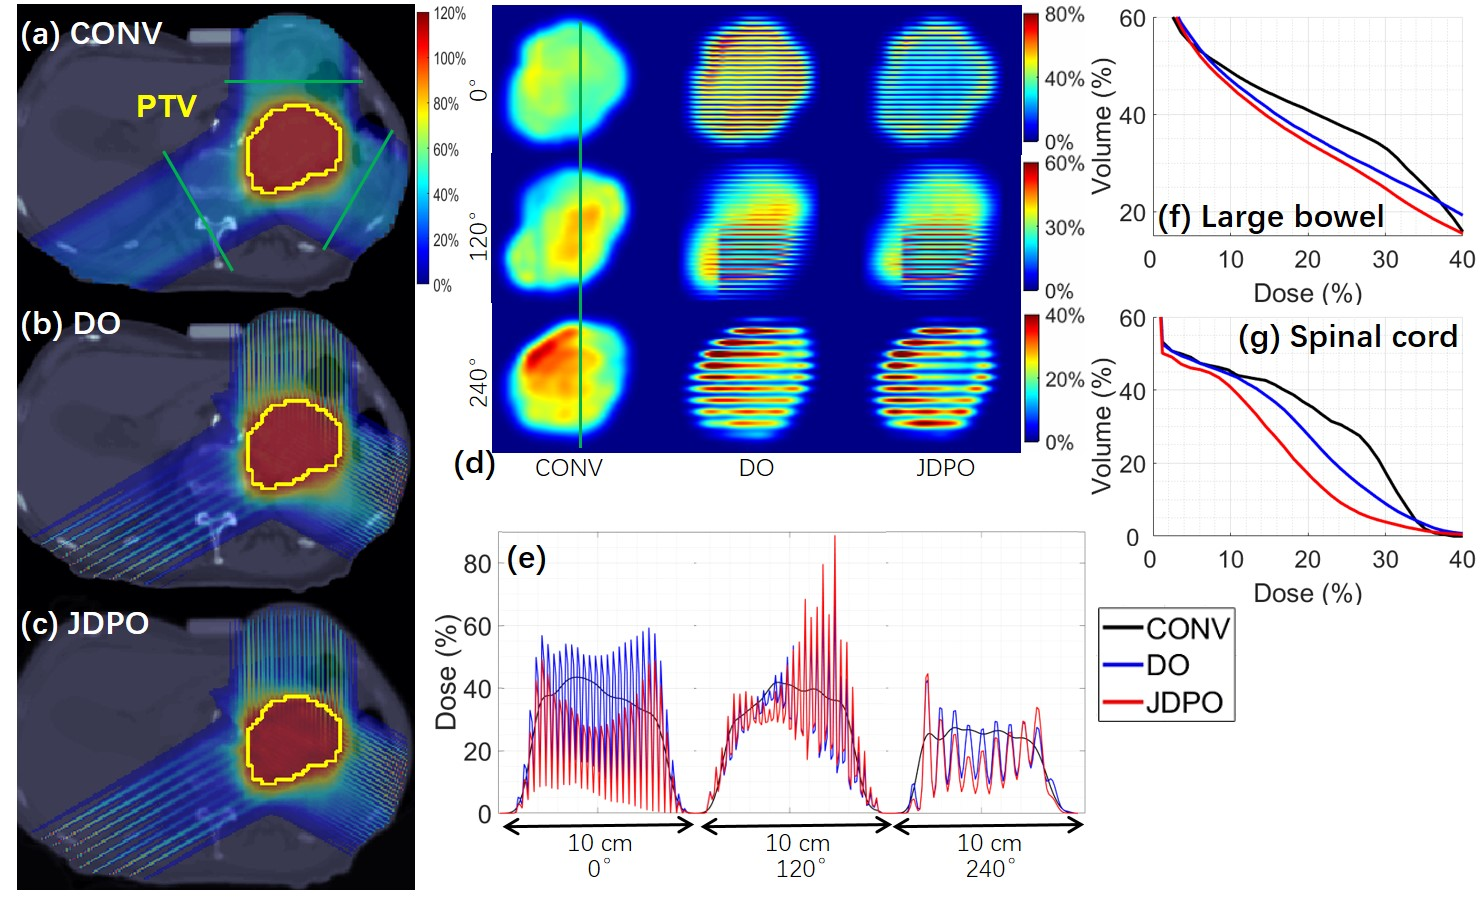 (a) CONV
PTV
120%
100%
80%
60%
40%
20%
0%
(b) DO
(c) JDPO
0°
120°
240°
80%
40%
0%
60%
30%
0%
40%
20%
0%
(d)
CONV
DO
JDPO
(e)
Dose (%)
80
60
40
20
0
10 cm
0°
10 cm
120°
10 cm
240°
Volume (%)
60
40
20
(f) Large bowel
0
10
20
30
40
Dose (%)
Volume (%)
60
40
20
0
(g) Spinal cord
0
10
20
30
40
Dose (%)
CONV
DO
JDPO